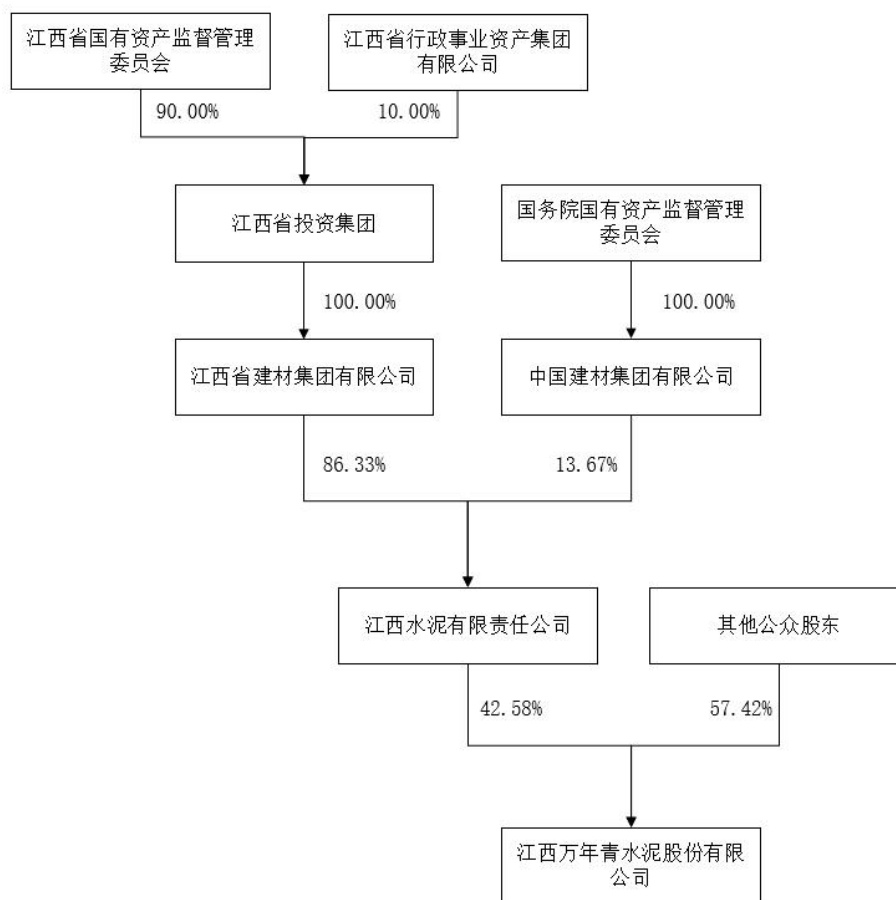 江西省国有资产监督管理
委员会
江西省行政事业资产集团
有限公司
90.00%
10.00%
江西省投资集团
国务院国有资产监督管理
委员会
100.00%
100.00%
江西省建材集团有限公司
中国建材集团有限公司
86.33%
13.67%
江西水泥有限责任公司
其他公众股东
42.58%
57.42%
江西万年青水泥股份有限
公司